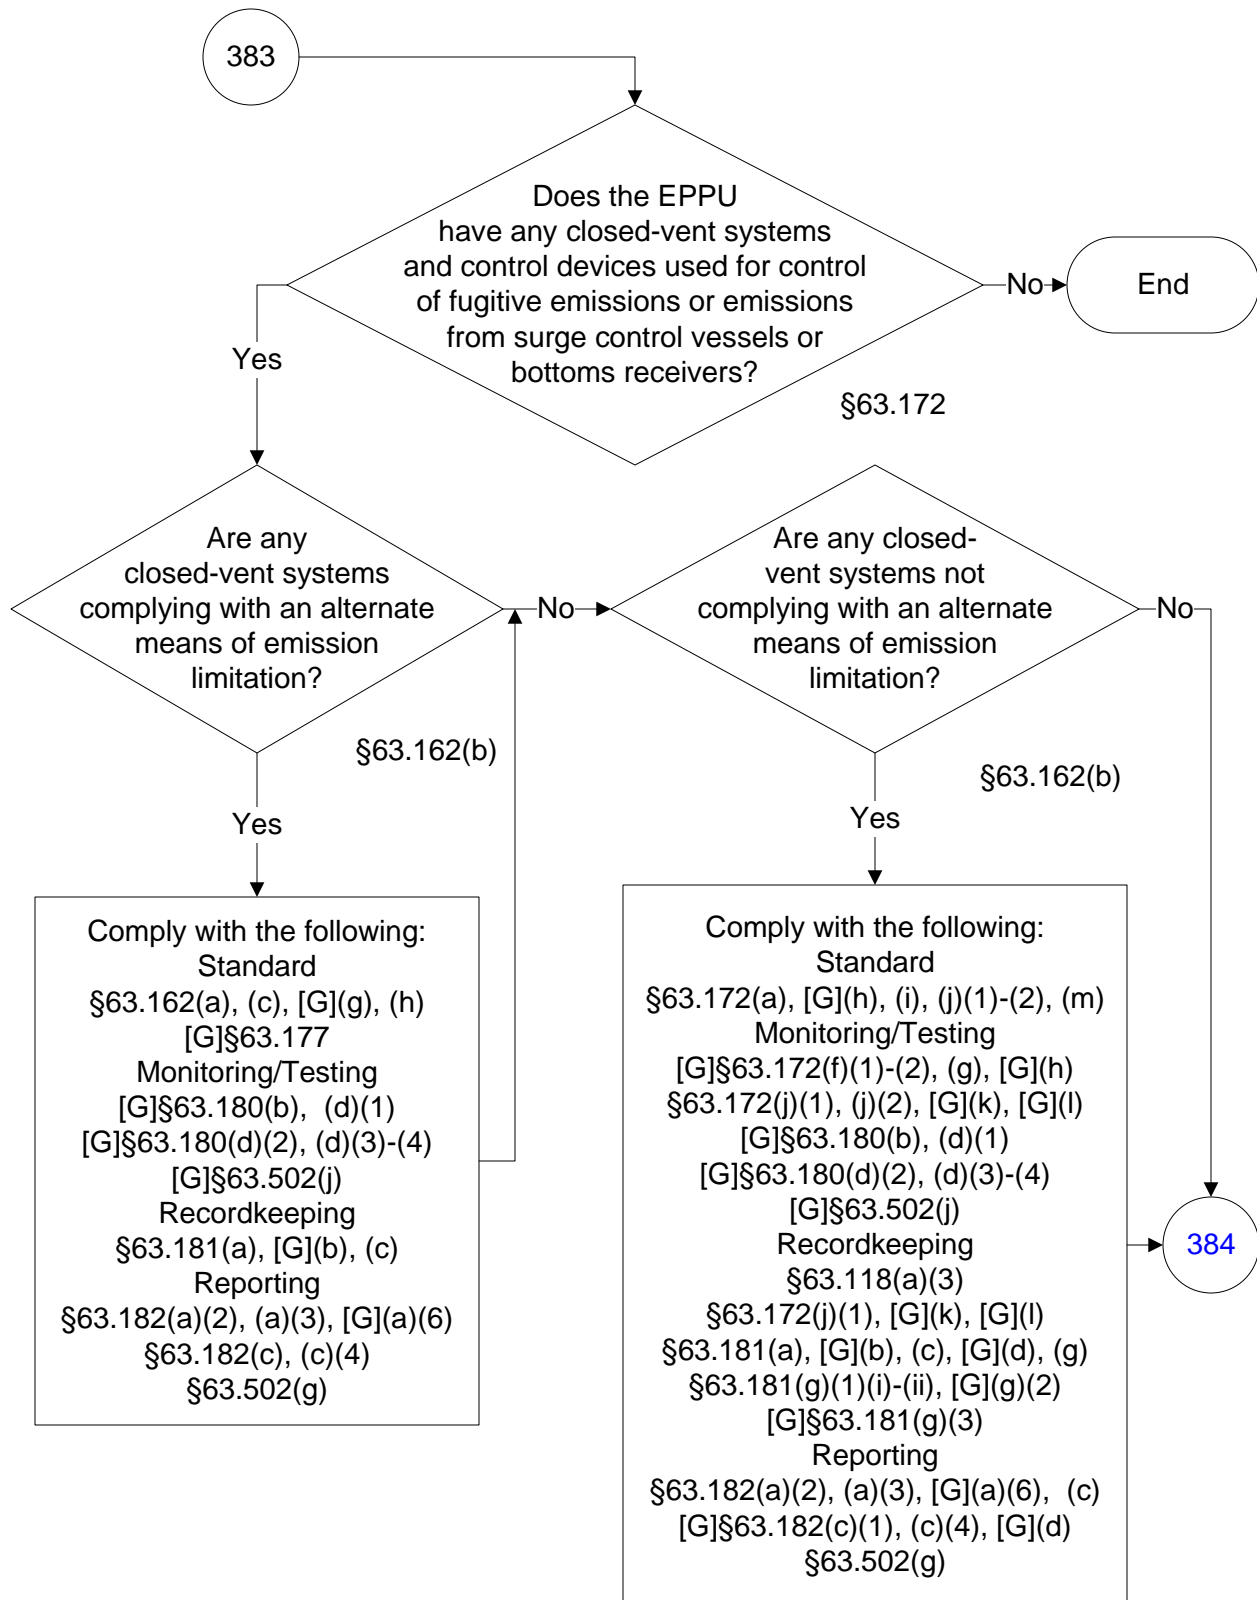 383
Does the EPPU
have any closed-vent systems
and control devices used for control
of fugitive emissions or emissions
from surge control vessels or
bottoms receivers?
No
End
Yes
§63.172
Are any
closed-vent systems
complying with an alternate
means of emission
limitation?
No
Are any closed-
vent systems not
complying with an alternate
means of emission
limitation?
No
§63.162(b)
§63.162(b)
Yes
Yes
Comply with the following:
Standard
§63.162(a), (c), [G](g), (h)
[G]§63.177
Monitoring/Testing
[G]§63.180(b), (d)(1)
[G]§63.180(d)(2), (d)(3)-(4)
[G]§63.502(j)
Recordkeeping
§63.181(a), [G](b), (c)
Reporting
§63.182(a)(2), (a)(3), [G](a)(6)
§63.182(c), (c)(4)
§63.502(g)
Comply with the following:
Standard
§63.172(a), [G](h), (i), (j)(1)-(2), (m)
Monitoring/Testing
[G]§63.172(f)(1)-(2), (g), [G](h)
§63.172(j)(1), (j)(2), [G](k), [G](l)
[G]§63.180(b), (d)(1)
[G]§63.180(d)(2), (d)(3)-(4)
[G]§63.502(j)
Recordkeeping
§63.118(a)(3)
§63.172(j)(1), [G](k), [G](l)
§63.181(a), [G](b), (c), [G](d), (g)
§63.181(g)(1)(i)-(ii), [G](g)(2)
[G]§63.181(g)(3)
Reporting
§63.182(a)(2), (a)(3), [G](a)(6), (c)
[G]§63.182(c)(1), (c)(4), [G](d)
§63.502(g)
384